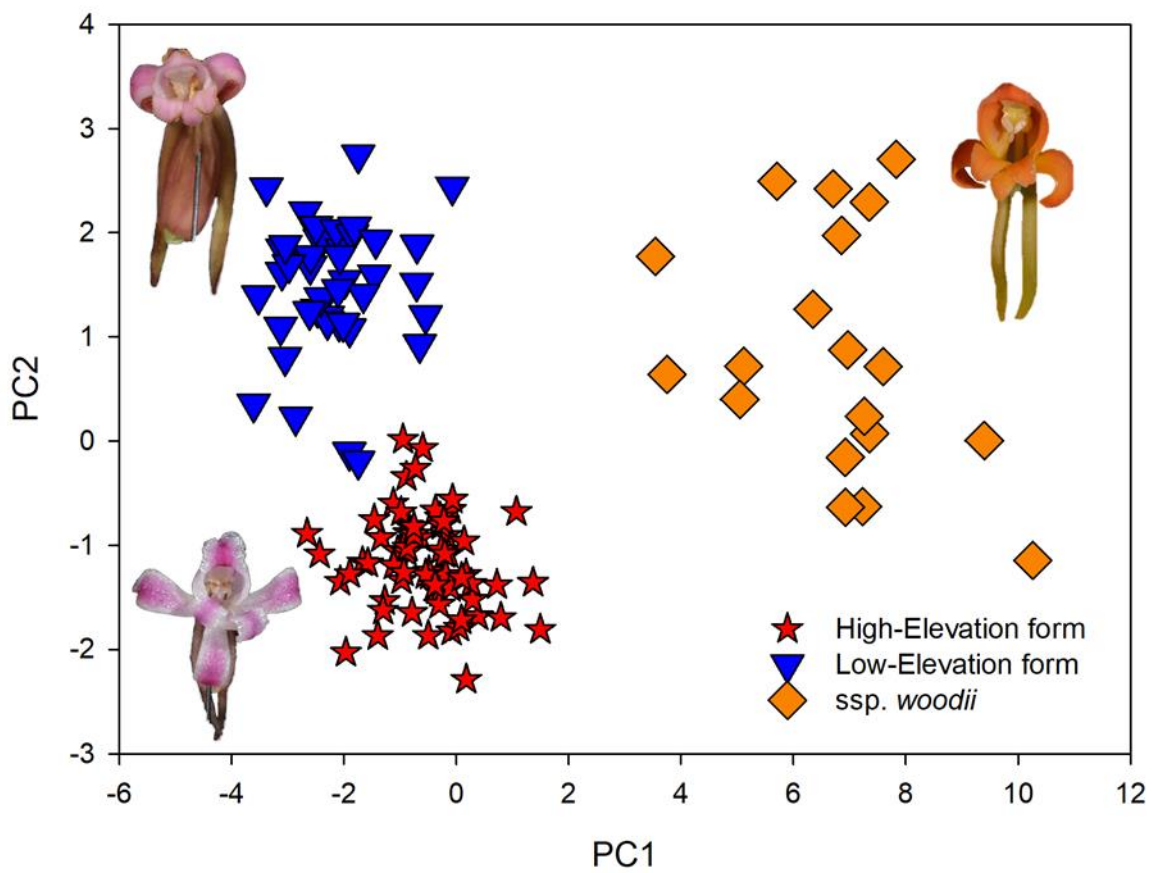 4
3
2
1
0
-1
-2
-3
PC2
High-Elevation form
Low-Elevation form
ssp. woodii
-6 -4 -2 0 2 4 6 8 10 12
PC1